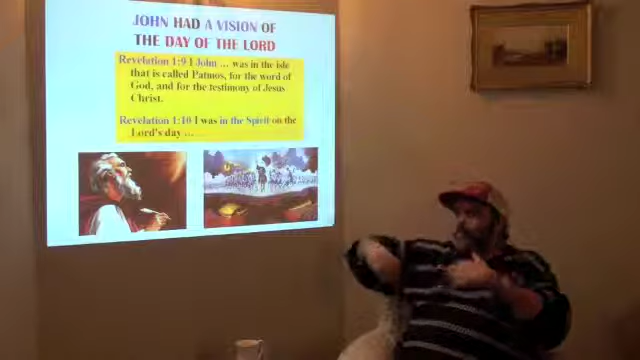 JOHN HAD A VISION OF
THE DAY OF THE LORD
Revelation 1:9 I John ... was in the isle
that is called Patmos, for the word of
God, and for the testimony of Jesus
Christ.
Revelation 1:10 I was in the Spirit on the
Lord's day ...